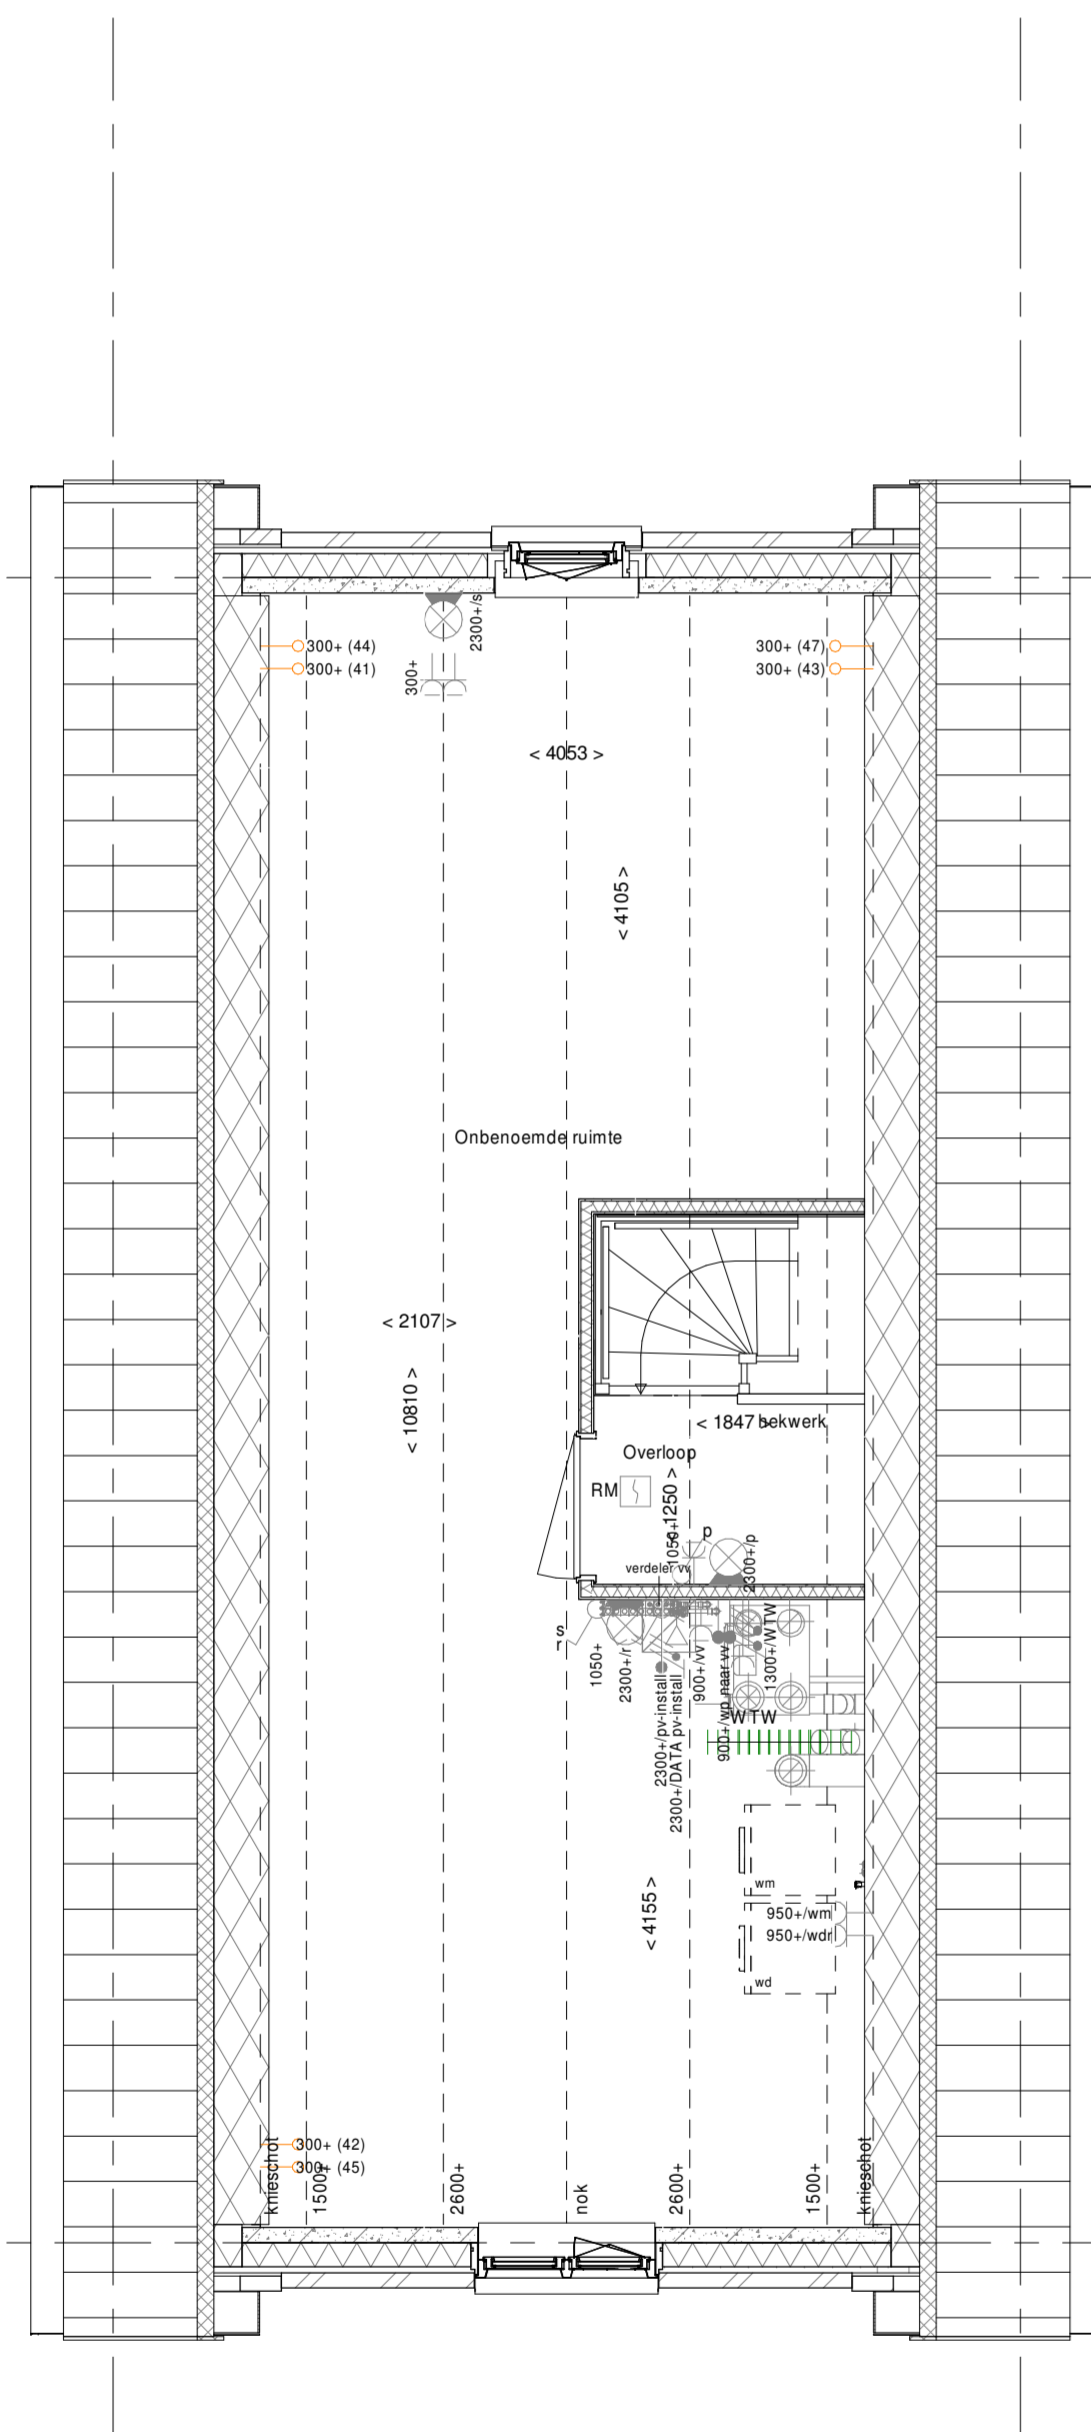 2300+/s
300+ (44)
300+ (41)
300+
300+ (47)
300+ (43)
< 4053 >
< 4105 >
Onbenoemde ruimte
< 2107 >
< 10810 >
< 1847 >
hekwerk
Overloop
RM
< 1250 >
1050+
p
2300+/p
verdeler vv
s
r
1050+
2300+/r
2300+/pv-install
2300+/DATA pv-install
900+/vv
900+/wp naar vv
1300+/WTW
WTW
wm
950+/wm
950+/wdr
wd
< 4155 >
300+ (42)
300+ (45)
knieschot
1500+
2600+
nok
2600+
1500+
knieschot